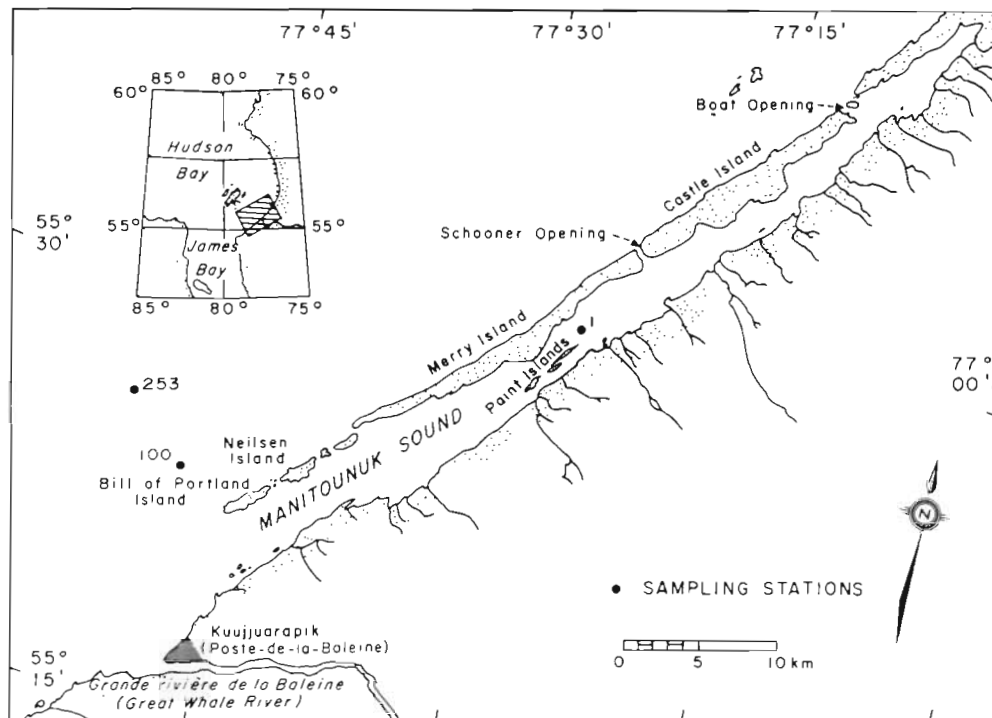 77°45'
77°30'
77°15'
85° 80° 75°
60° 60°
Hudson
Bay
55° 55°
James
Bay
85° 80° 75°
55°
30'
Boat Opening
Castle Island
Schooner Opening
Merry Island
1
Paint Islands
77°
00'
253
100
Neilsen
Island
Bill of Portland
Island
MANITOUNUK SOUND
N
SAMPLING STATIONS
Kuujjuarapik
(Poste-de-la-Baleine)
0 5 10 km
55°
15'
Grande rivière de la Baleine
(Great Whale River)